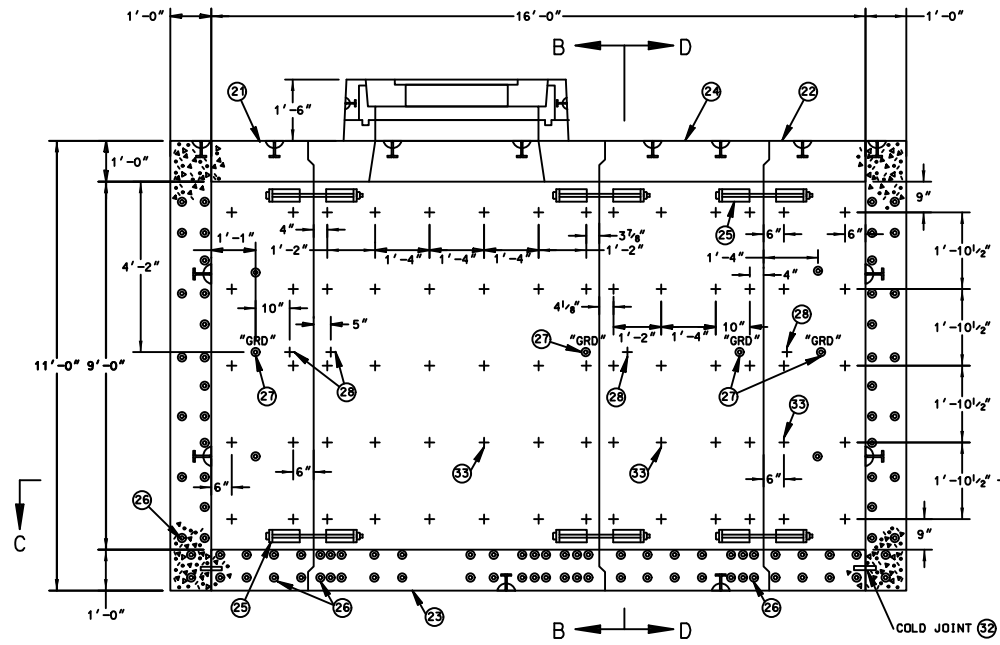 1'-0" 16'-0" 1'-0"
B D
21 1'-6" 24 22
1'-0"
9"
4" 25 6" 6"
1'-1" 1'-2" 3 7/8"
1'-4" 1'-4" 1'-4" 1'-2" 1'-4" 1'-10 1/2"
4'-2" 4"
10" 5" 4 1/8" 1'-2" 1'-4" 10" 28 1'-10 1/2"
"GRD" 27 "GRD" "GRD" "GRD"
11'-0" 9'-0"
27 28 28 27
33 1'-10 1/2"
6" 6" 33 33 6" 1'-10 1/2"
26
C 9"
1'-0" 25 26 23 26
B D COLD JOINT 32